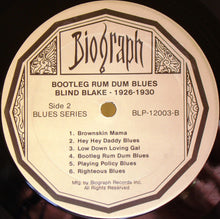 Biograph
BOOTLEG RUM DUM BLUES
BLIND BLAKE - 1926-1930
Side 2
BLUES SERIES
BLP-12003-B
1. Brownskin Mama
2. Hey Hey Daddy Blues
3. Low Down Loving Gal
4. Bootleg Rum Dum Blues
5. Playing Policy Blues
6. Righteous Blues
Mfg by Biograph Records Inc.
All Rights Reserved.